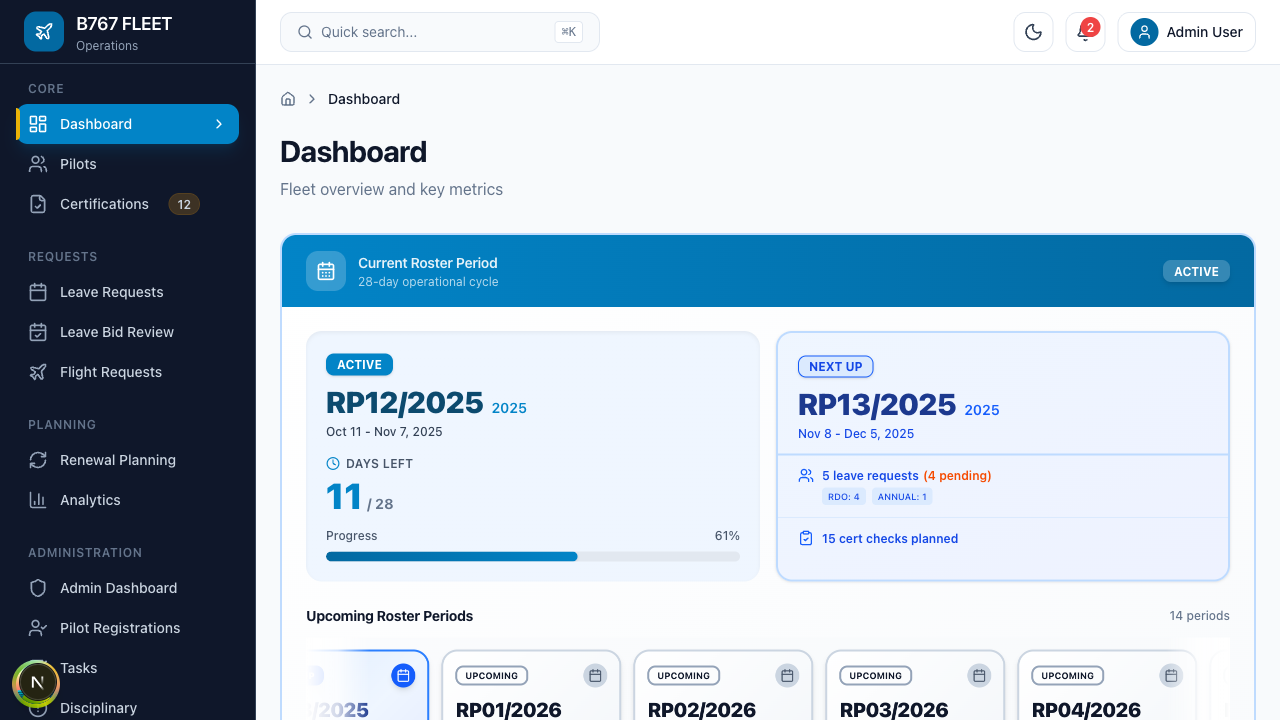 B767 FLEET
Operations
CORE
Dashboard
Pilots
Certifications 12
REQUESTS
Leave Requests
Leave Bid Review
Flight Requests
PLANNING
Renewal Planning
Analytics
ADMINISTRATION
Admin Dashboard
Pilot Registrations
Tasks
Disciplinary
N
Quick search... ⌘K
2
Admin User
Dashboard
Dashboard
Fleet overview and key metrics
Current Roster Period
28-day operational cycle
ACTIVE
ACTIVE
RP12/2025 2025
Oct 11 - Nov 7, 2025
DAYS LEFT
11 / 28
Progress 61%
NEXT UP
RP13/2025 2025
Nov 8 - Dec 5, 2025
5 leave requests (4 pending)
RDO: 4 ANNUAL: 1
15 cert checks planned
Upcoming Roster Periods 14 periods
/2025
UPCOMING
RP01/2026
UPCOMING
RP02/2026
UPCOMING
RP03/2026
UPCOMING
RP04/2026